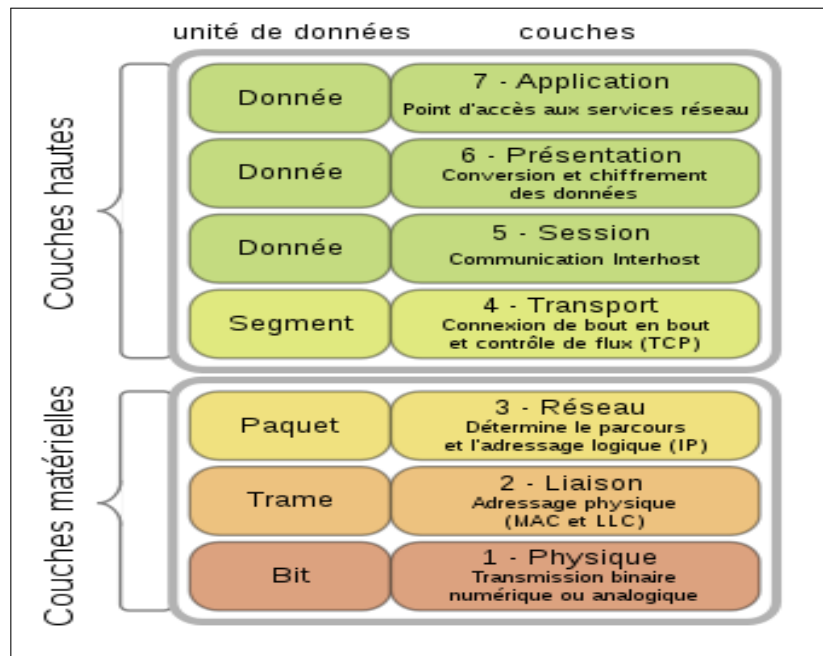 unité de données couches
Couches hautes
Donnée
7 - Application
Point d'accès aux services réseau
Donnée
6 - Présentation
Conversion et chiffrement
des données
Donnée
5 - Session
Communication Interhost
Segment
4 - Transport
Connexion de bout en bout
et contrôle de flux (TCP)
Couches matérielles
Paquet
3 - Réseau
Détermine le parcours
et l'adressage logique (IP)
Trame
2 - Liaison
Adressage physique
(MAC et LLC)
Bit
1 - Physique
Transmission binaire
numérique ou analogique